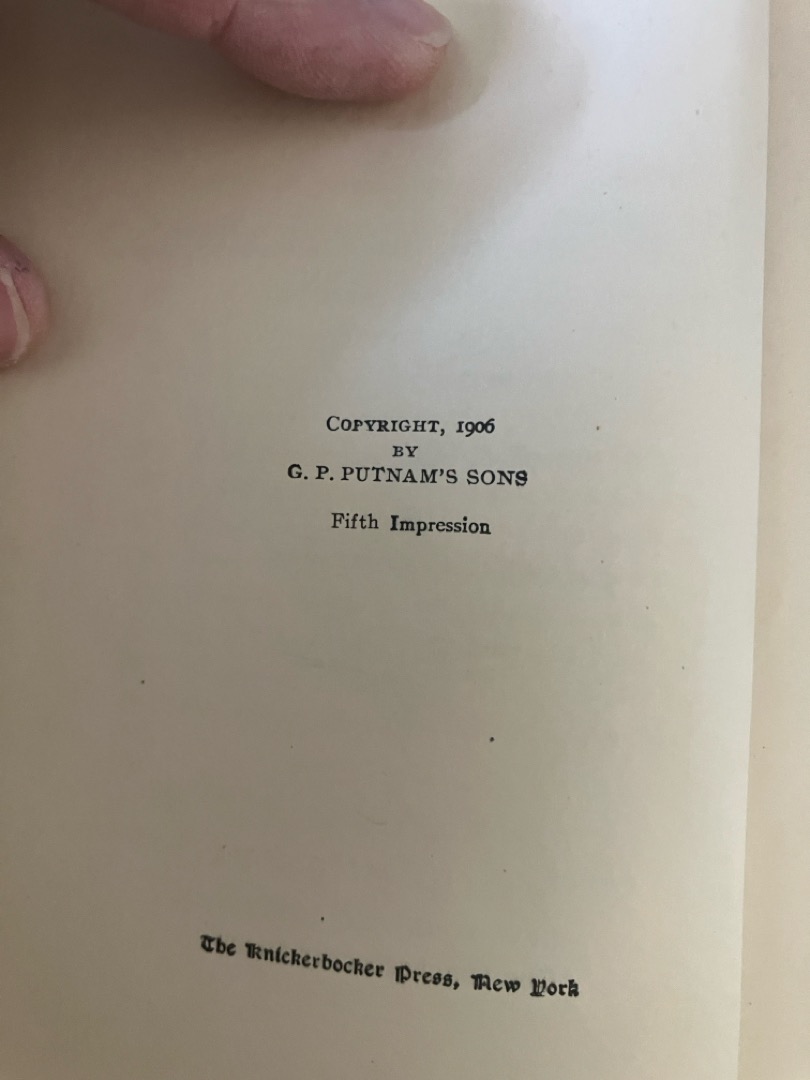 COPYRIGHT, 1906
BY
G. P. PUTNAM'S SONS
Fifth Impression
The Knickerbocker Press, New York